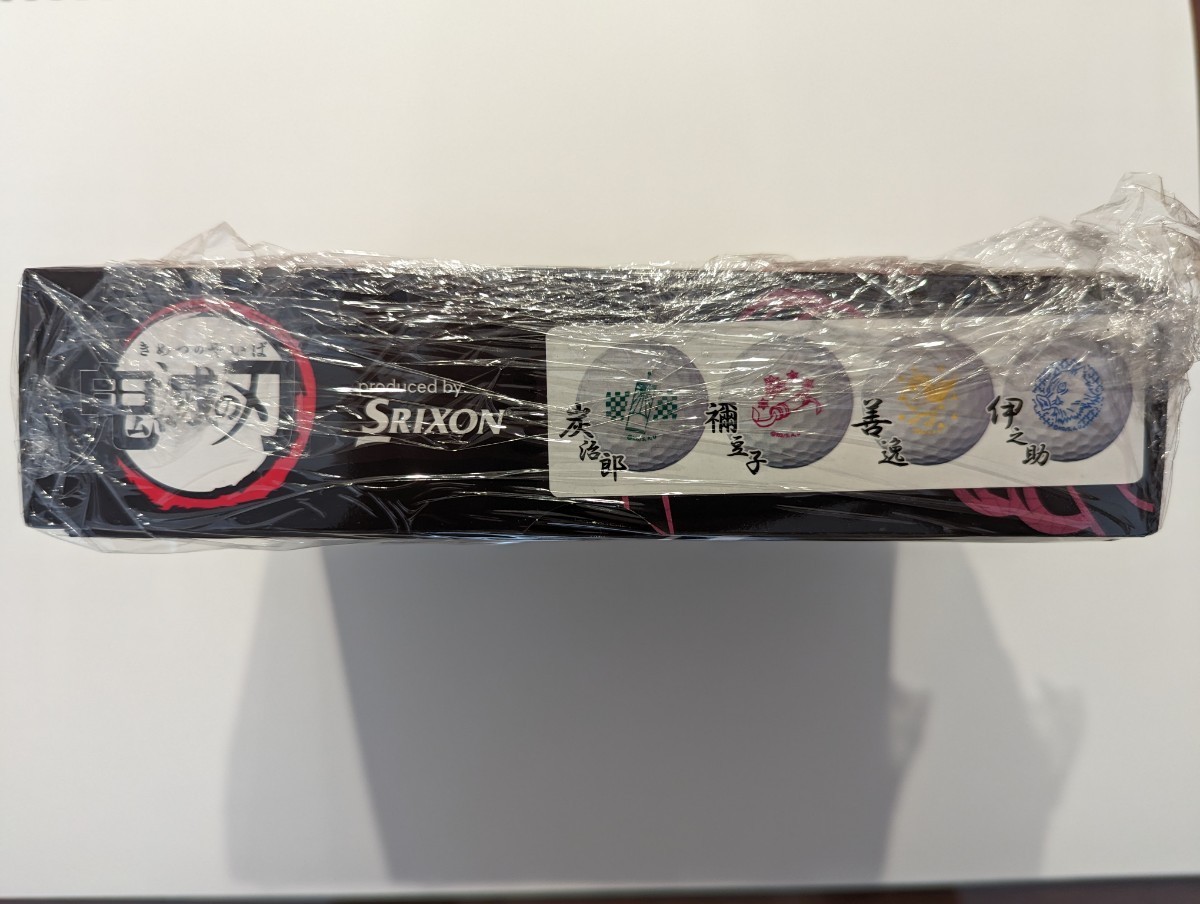 きめつのやいば
鬼滅の刃
produced by
SRIXON
炭治郎
禰豆子
善逸
伊之助